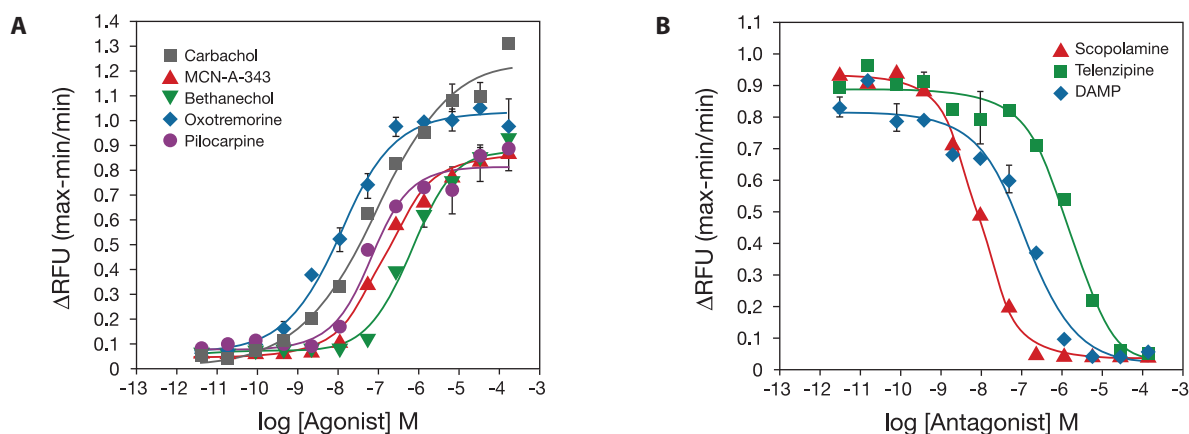 A
ΔRFU (max-min/min)
1.4
1.3
1.2
1.1
1.0
0.9
0.8
0.7
0.6
0.5
0.4
0.3
0.2
0.1
0
Carbachol
MCN-A-343
Bethanechol
Oxotremorine
Pilocarpine
-13 -12 -11 -10 -9 -8 -7 -6 -5 -4 -3
log [Agonist] M
B
ΔRFU (max-min/min)
1.1
1.0
0.9
0.8
0.7
0.6
0.5
0.4
0.3
0.2
0.1
0
Scopolamine
Telenzipine
DAMP
-13 -12 -11 -10 -9 -8 -7 -6 -5 -4 -3
log [Antagonist] M